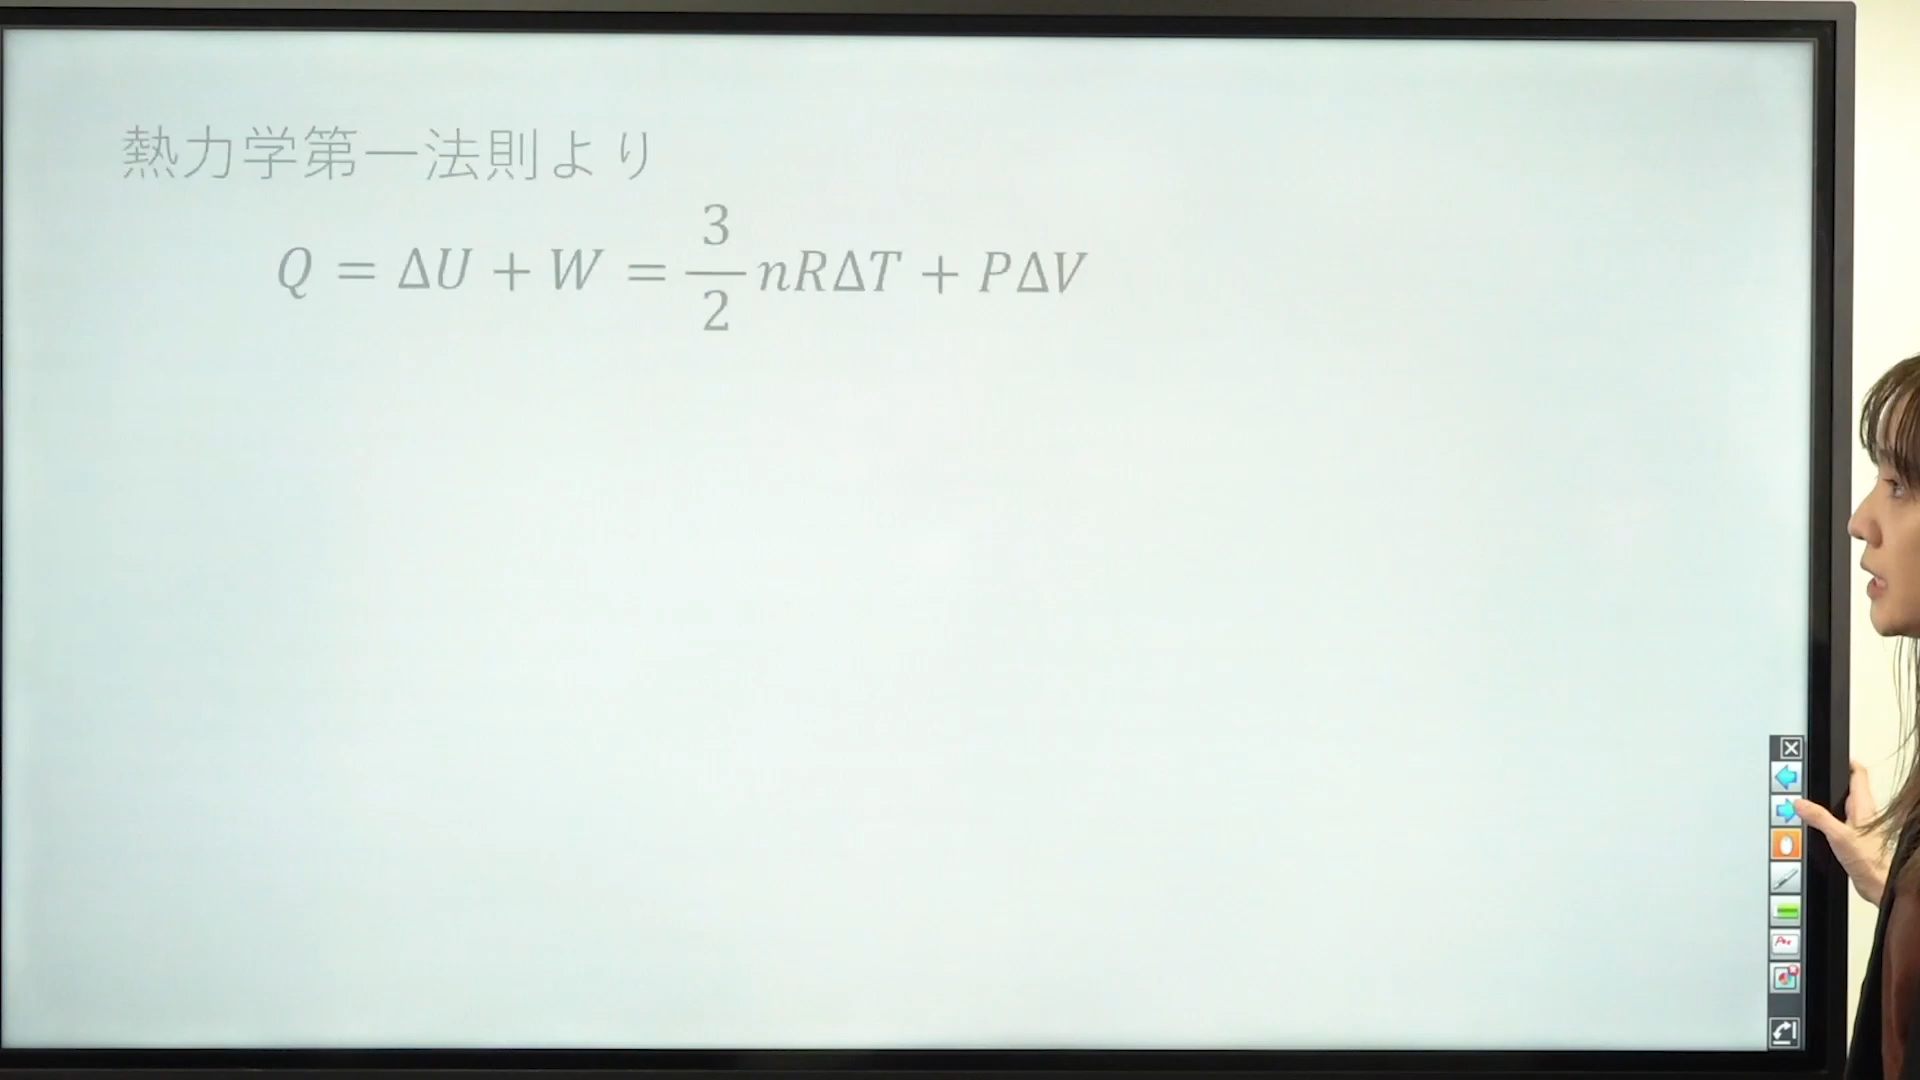 熱力学第一法則より
Q = ΔU + W = 3/2 nRΔT + PΔV